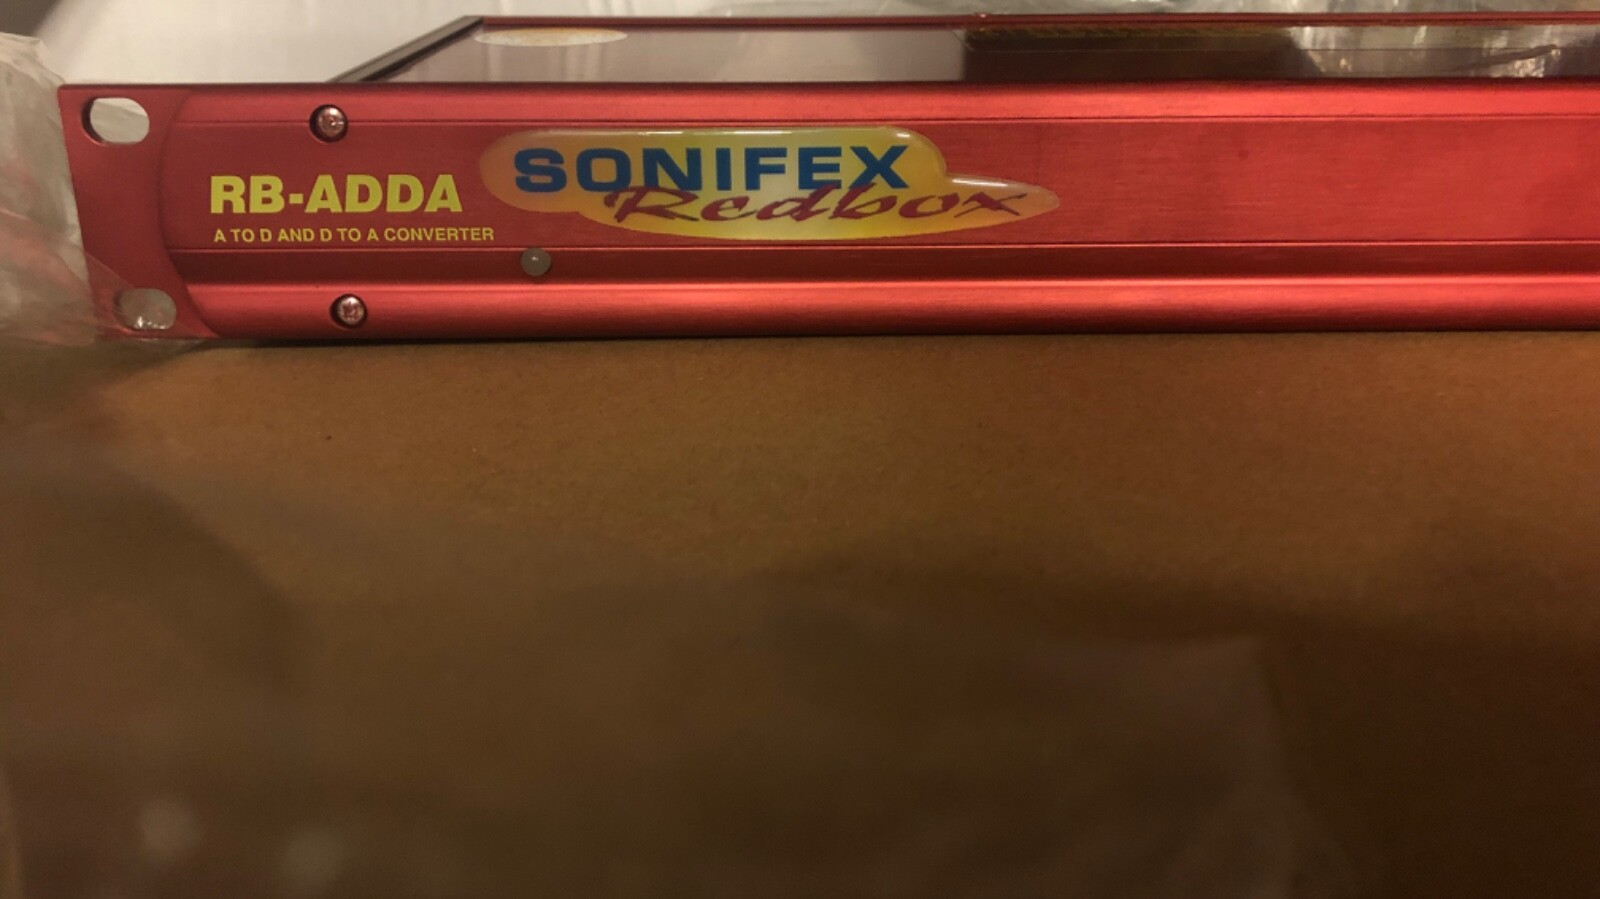 RB-ADDA
A TO D AND D TO A CONVERTER
SONIFEX
Redbox